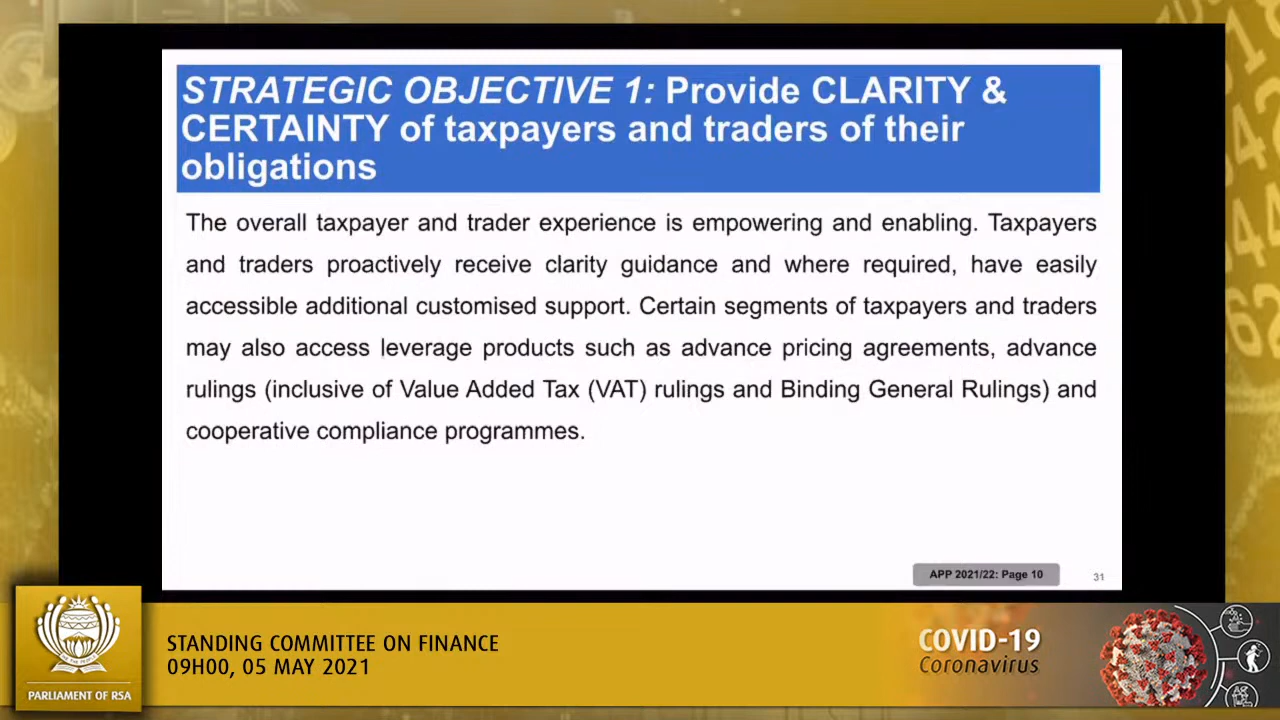 STRATEGIC OBJECTIVE 1: Provide CLARITY &
CERTAINTY of taxpayers and traders of their
obligations
The overall taxpayer and trader experience is empowering and enabling. Taxpayers
and traders proactively receive clarity guidance and where required, have easily
accessible additional customised support. Certain segments of taxpayers and traders
may also access leverage products such as advance pricing agreements, advance
rulings (inclusive of Value Added Tax (VAT) rulings and Binding General Rulings) and
cooperative compliance programmes.
APP 2021/22: Page 10
31
STANDING COMMITTEE ON FINANCE
09H00, 05 MAY 2021
PARLIAMENT OF RSA
COVID-19
Coronavirus